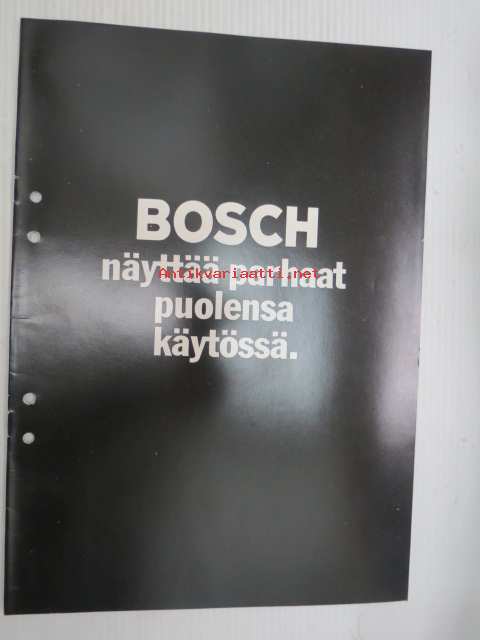 BOSCH
näyttää parhaat
Antikvariaatti.net
puolensa
käytössä.